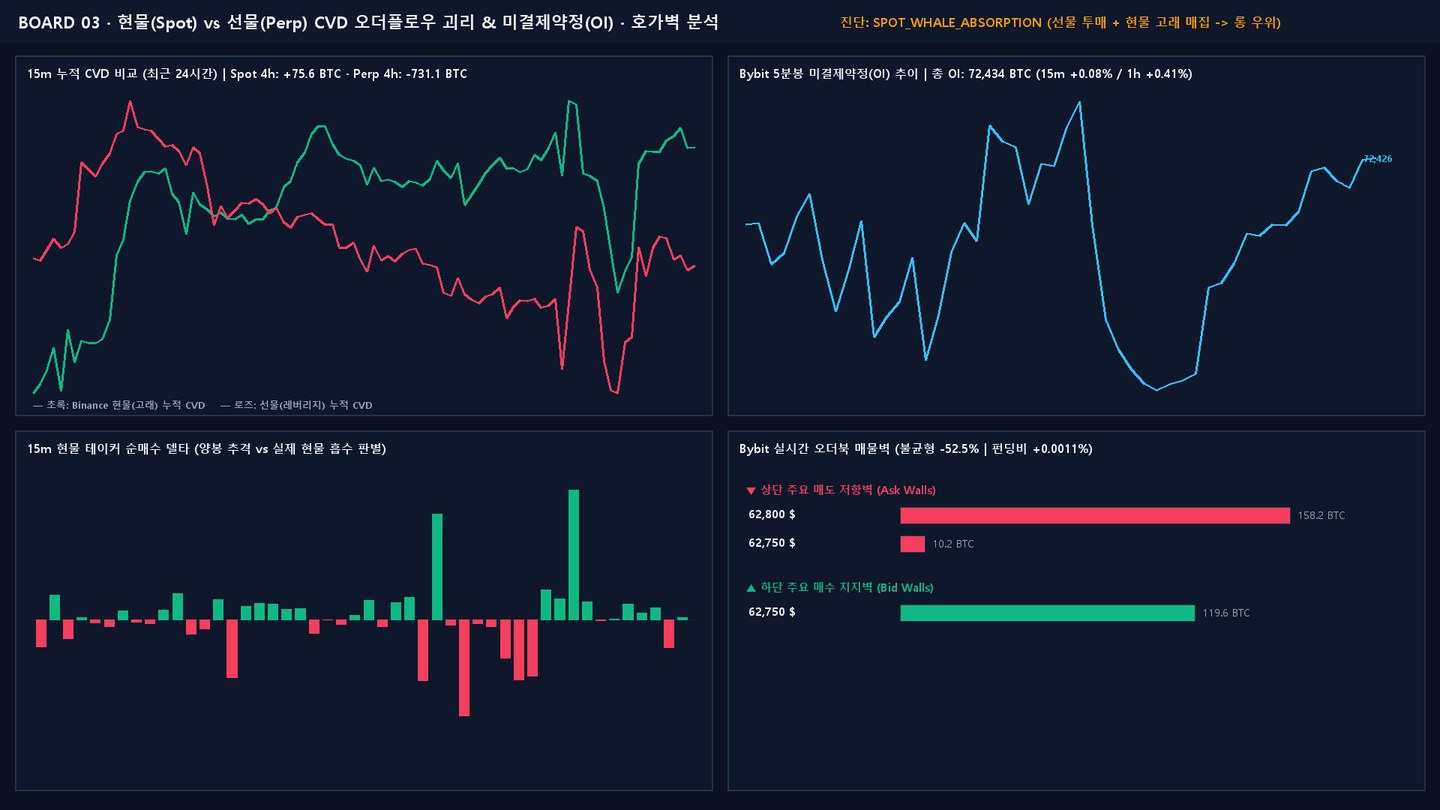 BOARD 03 · 현물(Spot) vs 선물(Perp) CVD 오더플로우 괴리 & 미결제약정(OI) · 호가벽 분석
진단: SPOT_WHALE_ABSORPTION (선물 투매 + 현물 고래 매집 -> 롱 우위)
15m 누적 CVD 비교 (최근 24시간) | Spot 4h: +75.6 BTC · Perp 4h: -731.1 BTC
— 초록: Binance 현물(고래) 누적 CVD — 로즈: 선물(레버리지) 누적 CVD
Bybit 5분봉 미결제약정(OI) 추이 | 총 OI: 72,434 BTC (15m +0.08% / 1h +0.41%)
72,426
15m 현물 테이커 순매수 델타 (양봉 추격 vs 실제 현물 흡수 판별)
Bybit 실시간 오더북 매물벽 (불균형 -52.5% | 펀딩비 +0.0011%)
▼ 상단 주요 매도 저항벽 (Ask Walls)
62,800 $ 158.2 BTC
62,750 $ 10.2 BTC
▲ 하단 주요 매수 지지벽 (Bid Walls)
62,750 $ 119.6 BTC